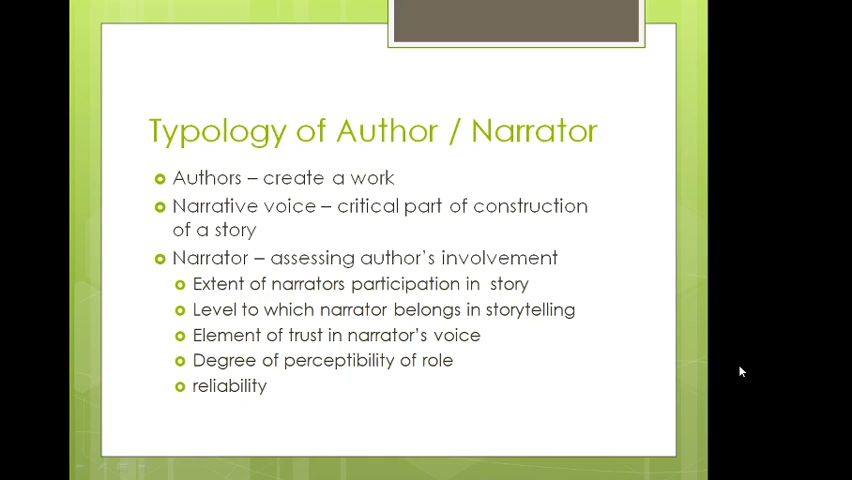 Typology of Author / Narrator
Authors – create a work
Narrative voice – critical part of construction
of a story
Narrator – assessing author's involvement
Extent of narrators participation in story
Level to which narrator belongs in storytelling
Element of trust in narrator's voice
Degree of perceptibility of role
reliability